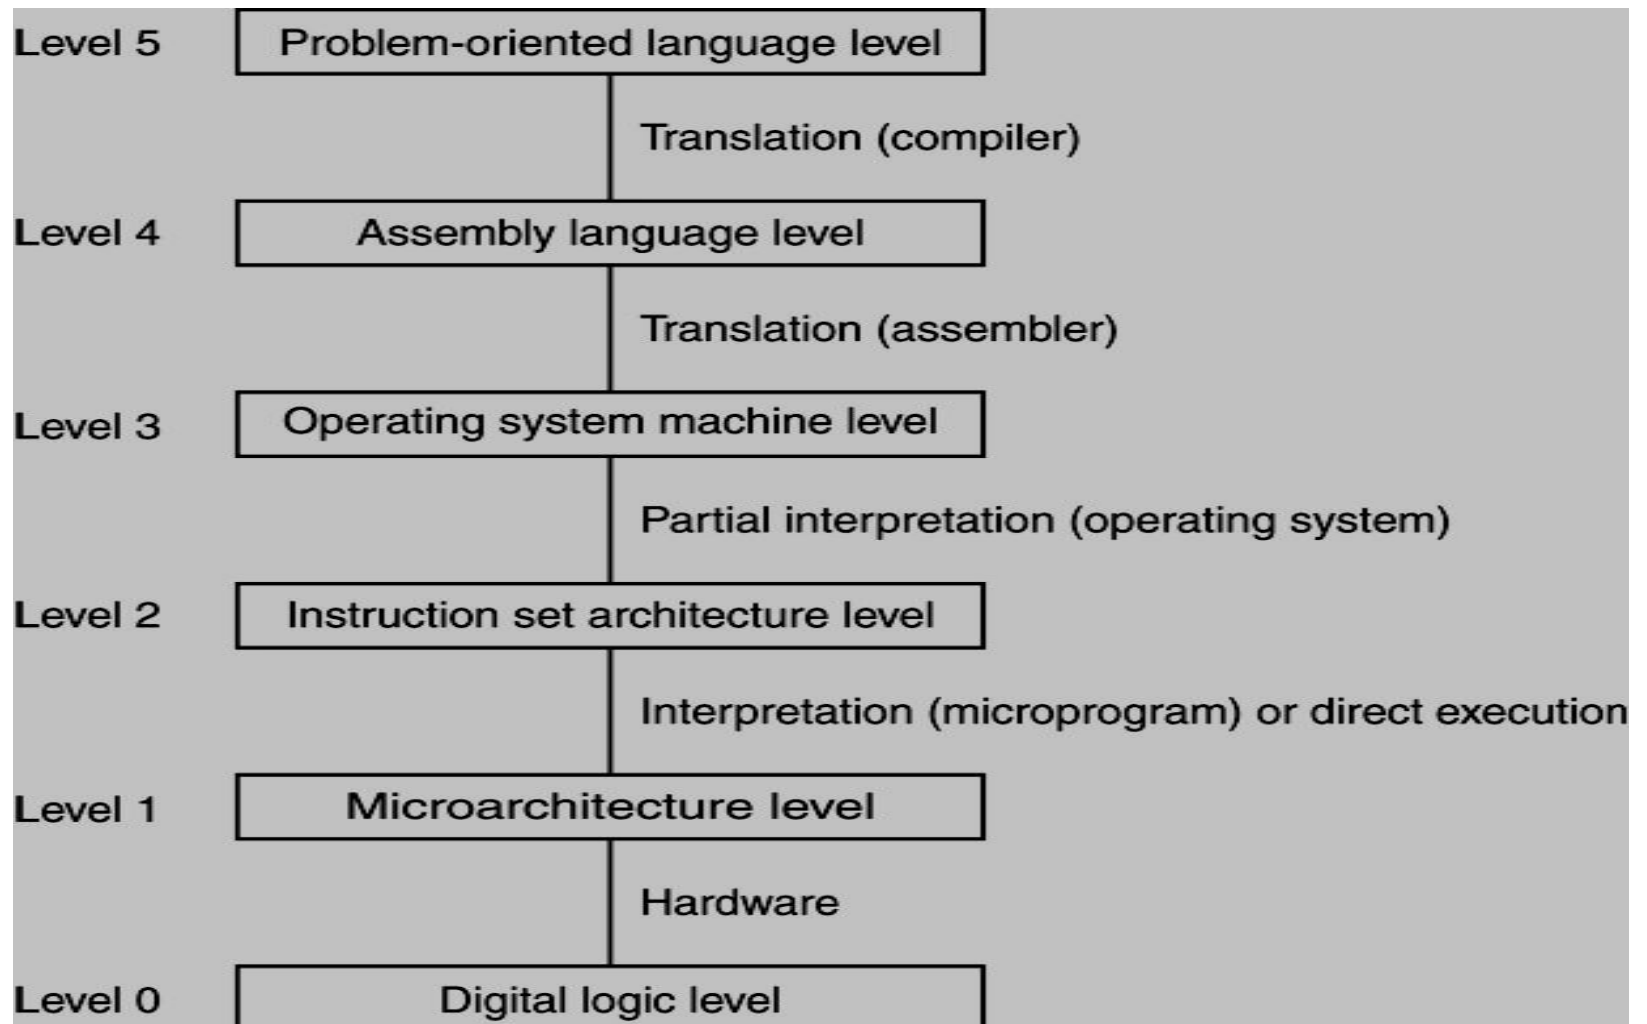 Level 5 Problem-oriented language level
Translation (compiler)
Level 4 Assembly language level
Translation (assembler)
Level 3 Operating system machine level
Partial interpretation (operating system)
Level 2 Instruction set architecture level
Interpretation (microprogram) or direct execution
Level 1 Microarchitecture level
Hardware
Level 0 Digital logic level